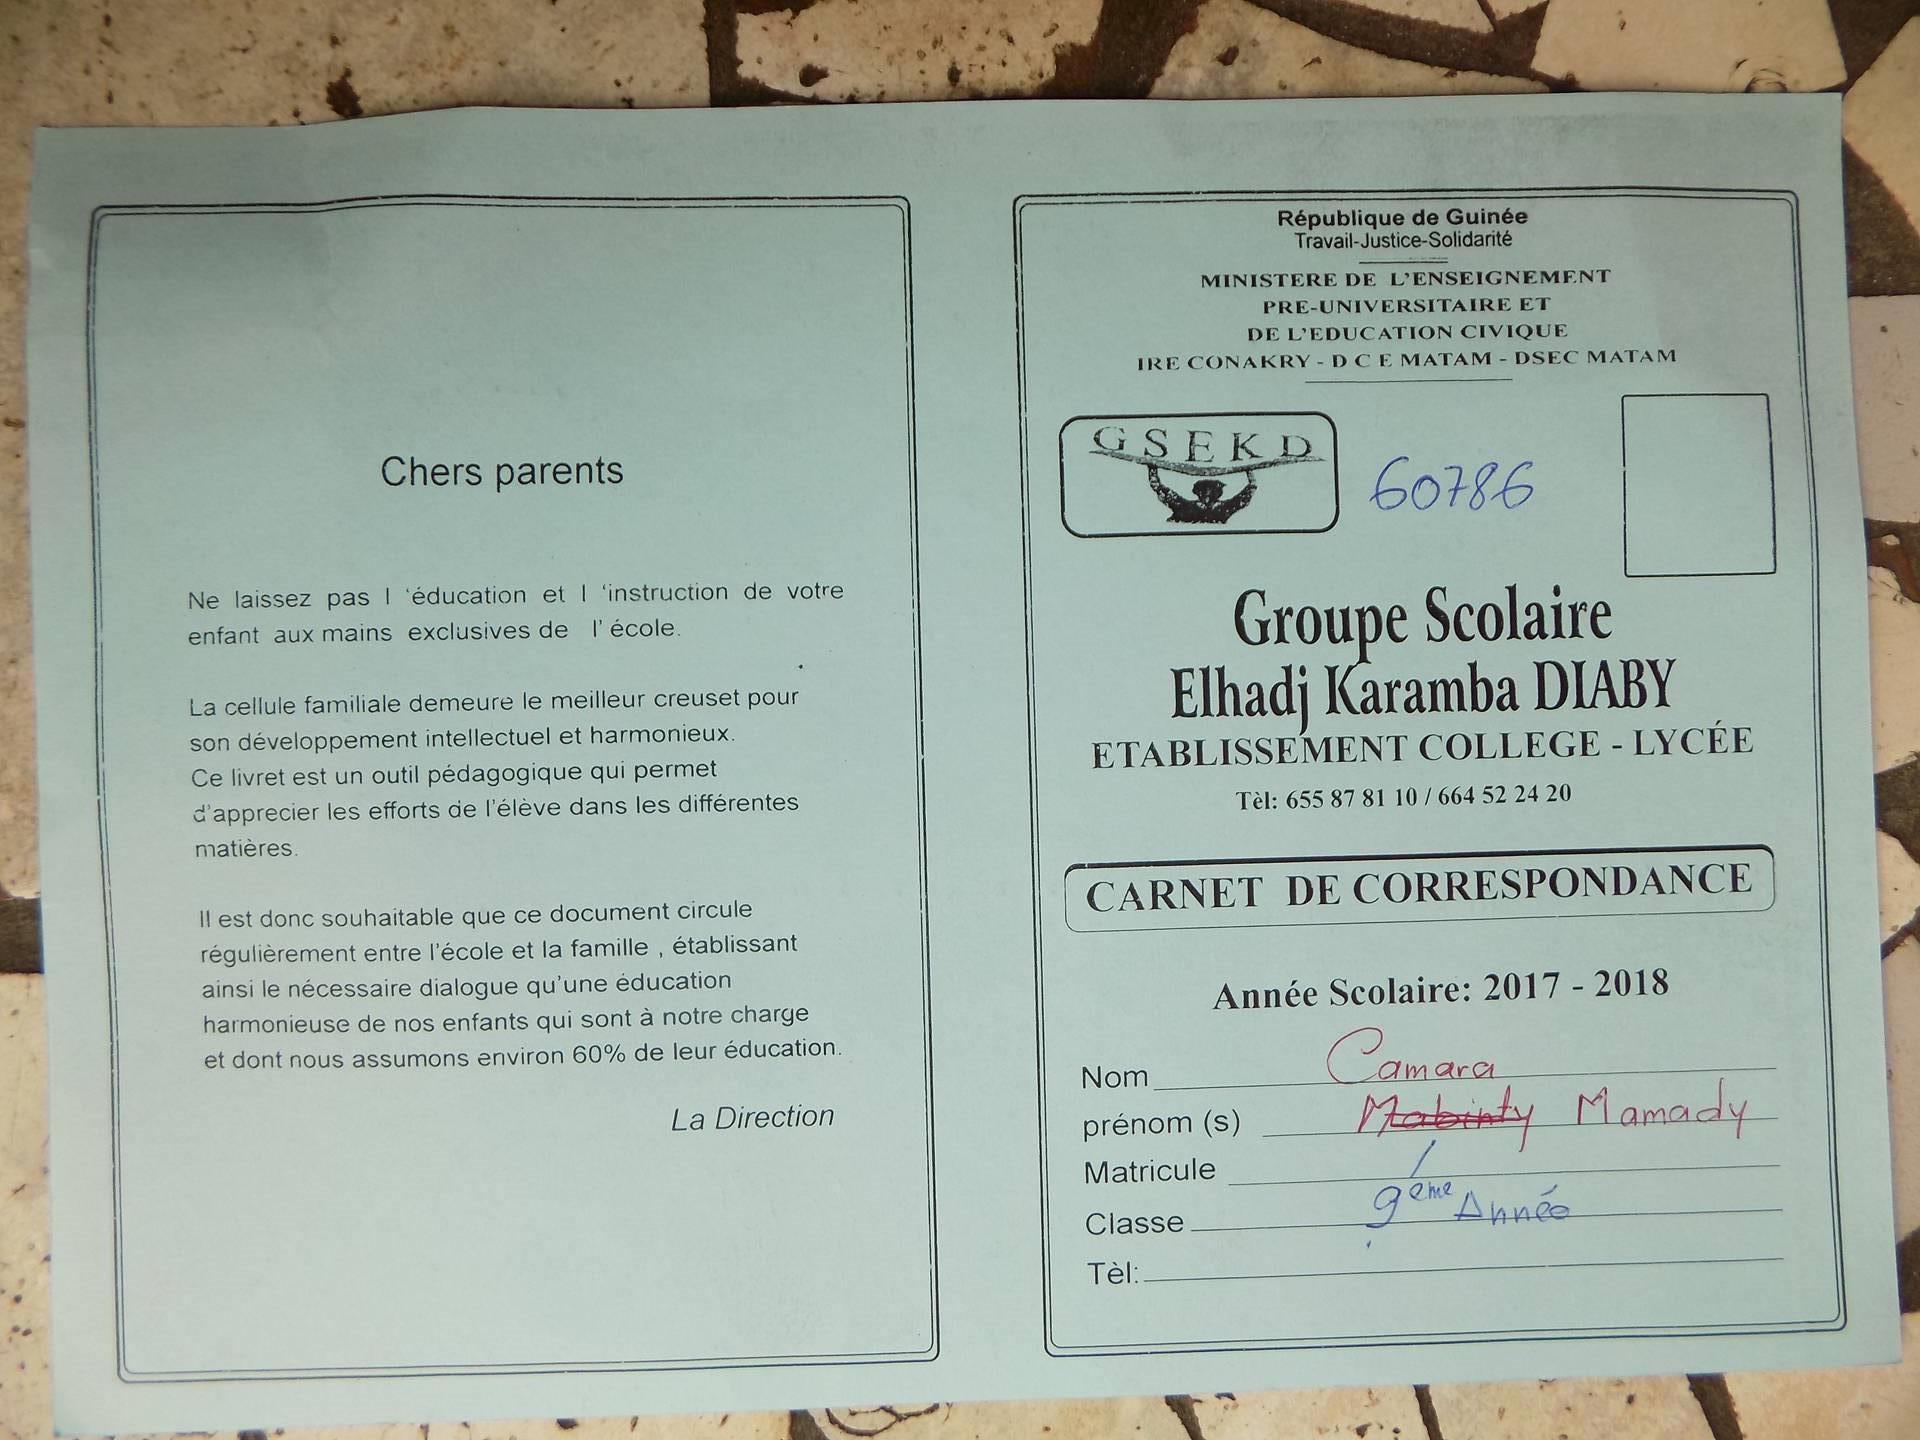 Chers parents
Ne laissez pas l 'éducation et l 'instruction de votre
enfant aux mains exclusives de l' école.
La cellule familiale demeure le meilleur creuset pour
son développement intellectuel et harmonieux.
Ce livret est un outil pédagogique qui permet
d'apprecier les efforts de l'élève dans les différentes
matières.
Il est donc souhaitable que ce document circule
régulièrement entre l'école et la famille , établissant
ainsi le nécessaire dialogue qu'une éducation
harmonieuse de nos enfants qui sont à notre charge
et dont nous assumons environ 60% de leur éducation.
La Direction
République de Guinée
Travail-Justice-Solidarité
MINISTERE DE L'ENSEIGNEMENT
PRE-UNIVERSITAIRE ET
DE L'EDUCATION CIVIQUE
IRE CONAKRY - D C E MATAM - DSEC MATAM
GSEKD
60786
Groupe Scolaire
Elhadj Karamba DIABY
ETABLISSEMENT COLLEGE - LYCÉE
Tèl: 655 87 81 10 / 664 52 24 20
CARNET DE CORRESPONDANCE
Année Scolaire: 2017 - 2018
Nom Camara
prénom (s) Mabinty Mamady
Matricule /
Classe 9ème Année
Tèl: